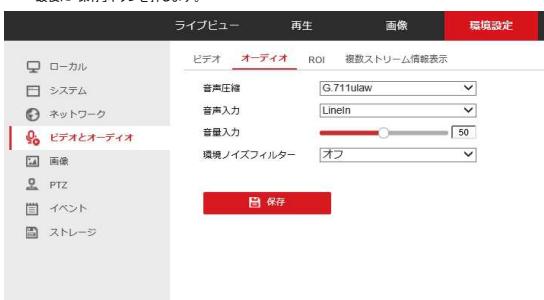 ライブビュー 再生 画像 環境設定
ビデオ オーディオ ROI 複数ストリーム情報表示
ローカル
システム
ネットワーク
ビデオとオーディオ
画像
PTZ
イベント
ストレージ
音声圧縮 G.711ulaw
音声入力 LineIn
音量入力 50
環境ノイズフィルター オフ
保存